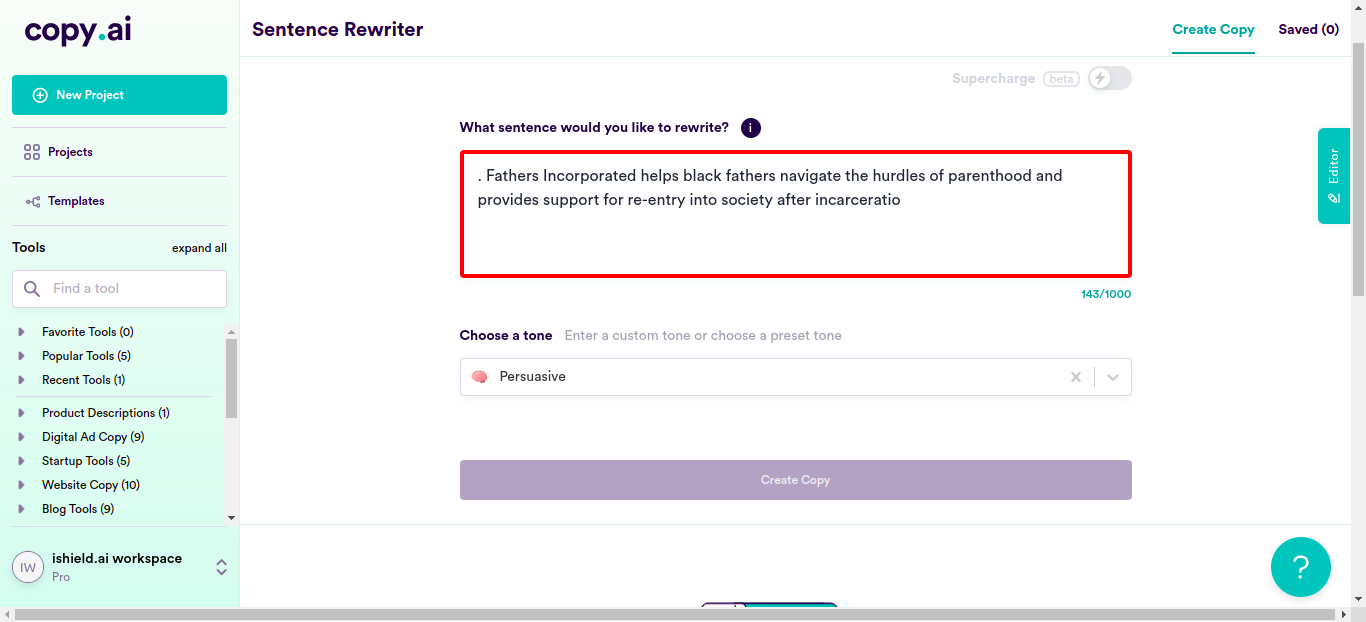 copy.ai
New Project
Projects
Templates
Tools
expand all
Find a tool
Favorite Tools (0)
Popular Tools (5)
Recent Tools (1)
Product Descriptions (1)
Digital Ad Copy (9)
Startup Tools (5)
Website Copy (10)
Blog Tools (9)
IW
ishield.ai workspace
Pro
Sentence Rewriter
Create Copy
Saved (0)
Supercharge
beta
What sentence would you like to rewrite?
i
. Fathers Incorporated helps black fathers navigate the hurdles of parenthood and
provides support for re-entry into society after incarceratio
143/1000
Choose a tone
Enter a custom tone or choose a preset tone
Persuasive
Create Copy
Editor
?